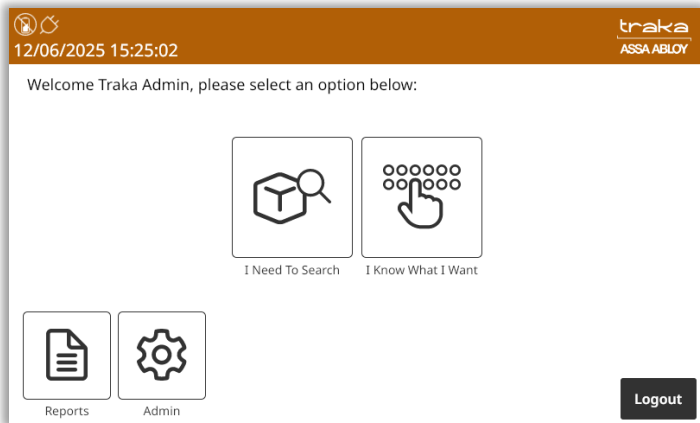 traka
12/06/2025 15:25:02
ASSA ABLOY
Welcome Traka Admin, please select an option below:
I Need To Search
I Know What I Want
Reports
Admin
Logout